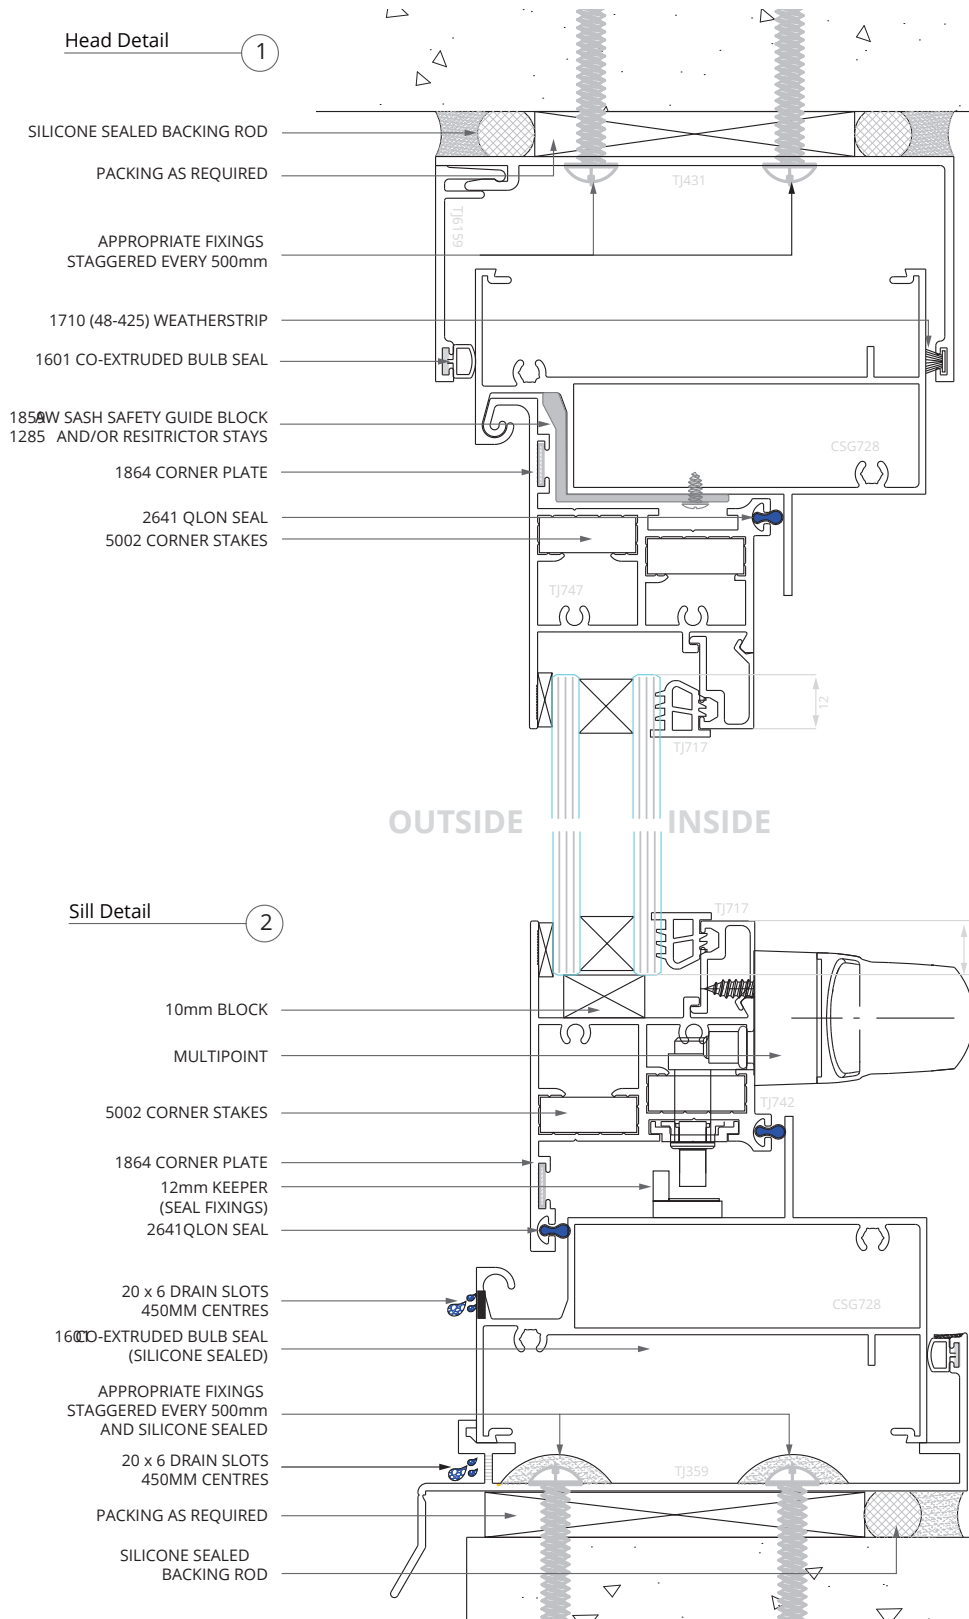 Head Detail
1
SILICONE SEALED BACKING ROD
PACKING AS REQUIRED
TJ431
TJ6159
APPROPRIATE FIXINGS
STAGGERED EVERY 500mm
1710 (48-425) WEATHERSTRIP
1601 CO-EXTRUDED BULB SEAL
SASH SAFETY GUIDE BLOCK
1285 AND/OR RESITRICTOR STAYS
CSG728
1864 CORNER PLATE
2641 QLON SEAL
5002 CORNER STAKES
TJ747
12
TJ717
OUTSIDE
INSIDE
Sill Detail
2
TJ717
10mm BLOCK
MULTIPOINT
5002 CORNER STAKES
TJ742
1864 CORNER PLATE
12mm KEEPER
(SEAL FIXINGS)
2641QLON SEAL
20 x 6 DRAIN SLOTS
450MM CENTRES
CSG728
1601 CO-EXTRUDED BULB SEAL
(SILICONE SEALED)
APPROPRIATE FIXINGS
STAGGERED EVERY 500mm
AND SILICONE SEALED
20 x 6 DRAIN SLOTS
450MM CENTRES
TJ359
PACKING AS REQUIRED
SILICONE SEALED
BACKING ROD